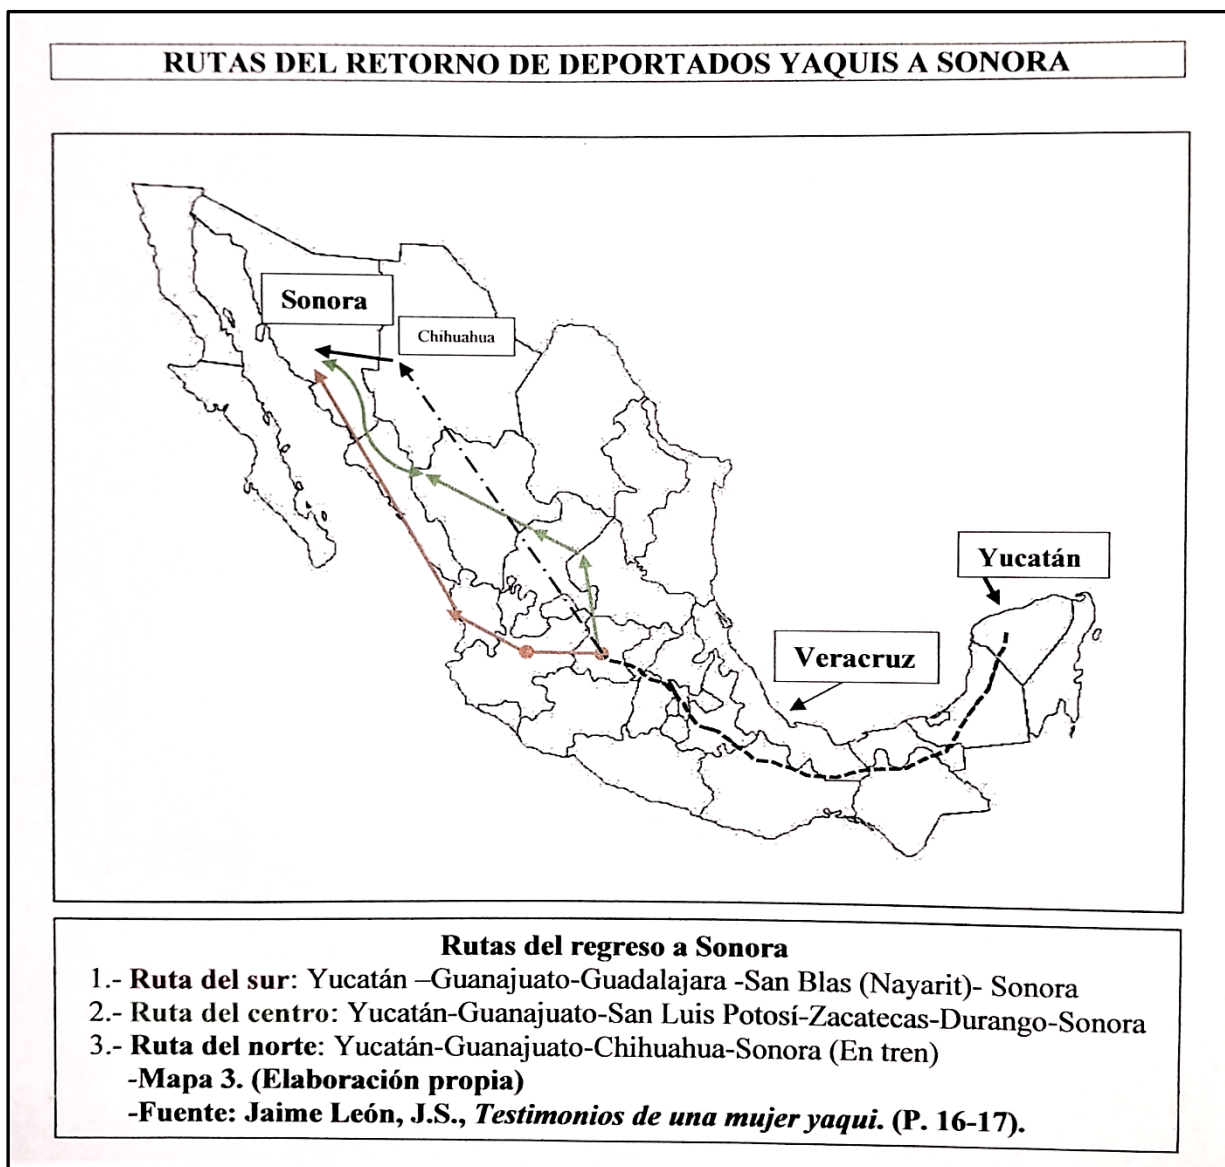 RUTAS DEL RETORNO DE DEPORTADOS YAQUIS A SONORA
Sonora
Chihuahua
Yucatán
Veracruz
Rutas del regreso a Sonora
1.- Ruta del sur: Yucatán –Guanajuato-Guadalajara -San Blas (Nayarit)- Sonora
2.- Ruta del centro: Yucatán-Guanajuato-San Luis Potosí-Zacatecas-Durango-Sonora
3.- Ruta del norte: Yucatán-Guanajuato-Chihuahua-Sonora (En tren)
-Mapa 3. (Elaboración propia)
-Fuente: Jaime León, J.S., Testimonios de una mujer yaqui. (P. 16-17).